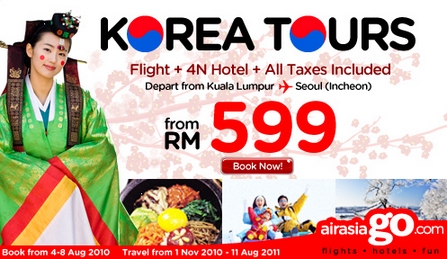 KOREA TOURS
Flight + 4N Hotel + All Taxes Included
Depart from Kuala Lumpur Seoul (Incheon)
from
RM 599
Book Now!
airasiago.com
flights • hotels • fun
Book from 4-8 Aug 2010 Travel from 1 Nov 2010 - 11 Aug 2011